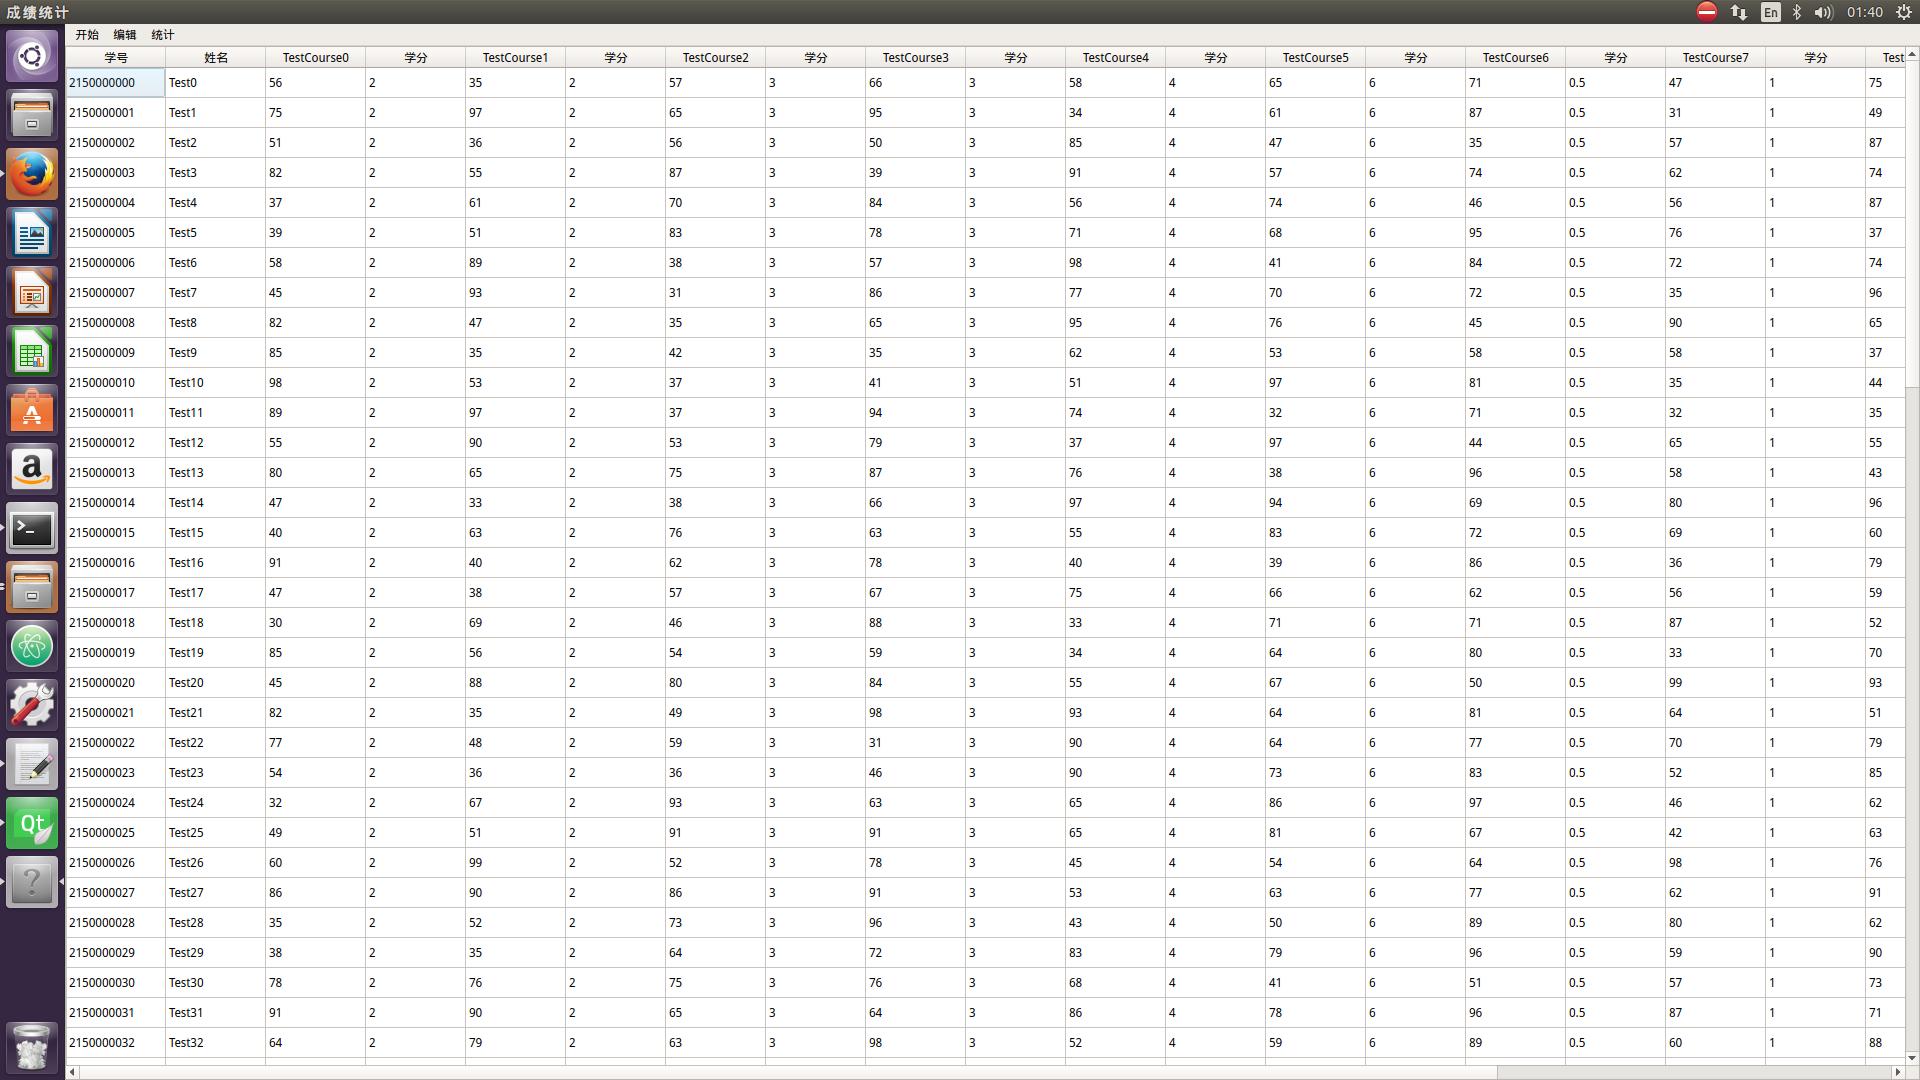 成绩统计 En 01:40
开始 编辑 统计
学号 姓名 TestCourse0 学分 TestCourse1 学分 TestCourse2 学分 TestCourse3 学分 TestCourse4 学分 TestCourse5 学分 TestCourse6 学分 TestCourse7 学分 Test
2150000000 Test0 56 2 35 2 57 3 66 3 58 4 65 6 71 0.5 47 1 75
2150000001 Test1 75 2 97 2 65 3 95 3 34 4 61 6 87 0.5 31 1 49
2150000002 Test2 51 2 36 2 56 3 50 3 85 4 47 6 35 0.5 57 1 87
2150000003 Test3 82 2 55 2 87 3 39 3 91 4 57 6 74 0.5 62 1 74
2150000004 Test4 37 2 61 2 70 3 84 3 56 4 74 6 46 0.5 56 1 87
2150000005 Test5 39 2 51 2 83 3 78 3 71 4 68 6 95 0.5 76 1 37
2150000006 Test6 58 2 89 2 38 3 57 3 98 4 41 6 84 0.5 72 1 74
2150000007 Test7 45 2 93 2 31 3 86 3 77 4 70 6 72 0.5 35 1 96
2150000008 Test8 82 2 47 2 35 3 65 3 95 4 76 6 45 0.5 90 1 65
2150000009 Test9 85 2 35 2 42 3 35 3 62 4 53 6 58 0.5 58 1 37
2150000010 Test10 98 2 53 2 37 3 41 3 51 4 97 6 81 0.5 35 1 44
2150000011 Test11 89 2 97 2 37 3 94 3 74 4 32 6 71 0.5 32 1 35
2150000012 Test12 55 2 90 2 53 3 79 3 37 4 97 6 44 0.5 65 1 55
2150000013 Test13 80 2 65 2 75 3 87 3 76 4 38 6 96 0.5 58 1 43
2150000014 Test14 47 2 33 2 38 3 66 3 97 4 94 6 69 0.5 80 1 96
2150000015 Test15 40 2 63 2 76 3 63 3 55 4 83 6 72 0.5 69 1 60
2150000016 Test16 91 2 40 2 62 3 78 3 40 4 39 6 86 0.5 36 1 79
2150000017 Test17 47 2 38 2 57 3 67 3 75 4 66 6 62 0.5 56 1 59
2150000018 Test18 30 2 69 2 46 3 88 3 33 4 71 6 71 0.5 87 1 52
2150000019 Test19 85 2 56 2 54 3 59 3 34 4 64 6 80 0.5 33 1 70
2150000020 Test20 45 2 88 2 80 3 84 3 55 4 67 6 50 0.5 99 1 93
2150000021 Test21 82 2 35 2 49 3 98 3 93 4 64 6 81 0.5 64 1 51
2150000022 Test22 77 2 48 2 59 3 31 3 90 4 64 6 77 0.5 70 1 79
2150000023 Test23 54 2 36 2 36 3 46 3 90 4 73 6 83 0.5 52 1 85
2150000024 Test24 32 2 67 2 93 3 63 3 65 4 86 6 97 0.5 46 1 62
2150000025 Test25 49 2 51 2 91 3 91 3 65 4 81 6 67 0.5 42 1 63
2150000026 Test26 60 2 99 2 52 3 78 3 45 4 54 6 64 0.5 98 1 76
2150000027 Test27 86 2 90 2 86 3 91 3 53 4 63 6 77 0.5 62 1 91
2150000028 Test28 35 2 52 2 73 3 96 3 43 4 50 6 89 0.5 80 1 62
2150000029 Test29 38 2 35 2 64 3 72 3 83 4 79 6 96 0.5 59 1 90
2150000030 Test30 78 2 76 2 75 3 76 3 68 4 41 6 51 0.5 57 1 73
2150000031 Test31 91 2 90 2 65 3 64 3 86 4 78 6 96 0.5 87 1 71
2150000032 Test32 64 2 79 2 63 3 98 3 52 4 59 6 89 0.5 60 1 88
a
Qt